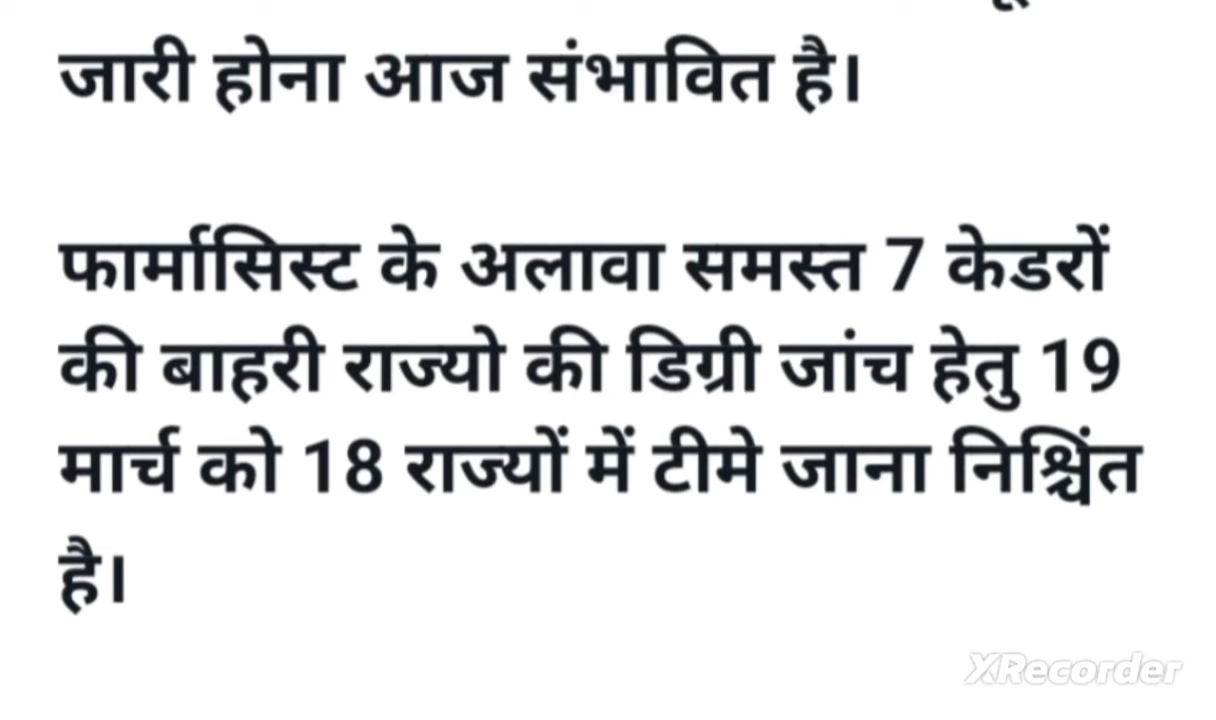 जारी होना आज संभावित है।
फार्मासिस्ट के अलावा समस्त 7 केडरों
की बाहरी राज्यो की डिग्री जांच हेतु 19
मार्च को 18 राज्यों में टीमे जाना निश्चिंत
है।
XRecorder